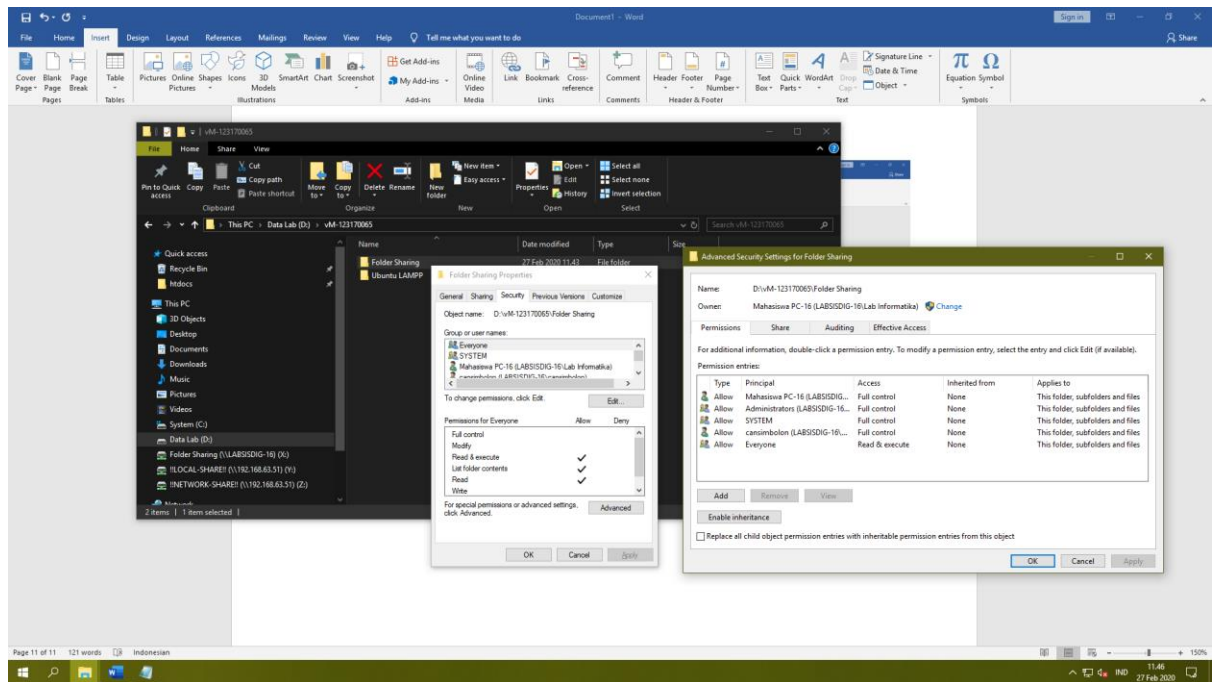 Document1 - Word
Sign in
File Home Insert Design Layout References Mailings Review View Help Tell me what you want to do
Share
Cover Page
Blank Page
Page Break
Table
Pictures
Online Pictures
Shapes
Icons
3D Models
SmartArt
Chart
Screenshot
Get Add-ins
My Add-ins
Online Video
Link
Bookmark
Cross-reference
Comment
Header
Footer
Page Number
Text Box
Quick Parts
WordArt
Drop Cap
Signature Line
Date & Time
Object
Equation
Symbol
Pages Tables Illustrations Add-ins Media Links Comments Header & Footer Text Symbols
vM-123170065
File Home Share View
Pin to Quick access
Copy
Paste
Cut
Copy path
Paste shortcut
Move to
Copy to
Delete
Rename
New folder
New item
Easy access
Properties
Open
Edit
History
Select all
Select none
Invert selection
Clipboard Organize New Open Select
This PC > Data Lab (D:) > vM-123170065
Search vM-123170065
Name Date modified Type Size
Folder Sharing 27 Feb 2020 11.43 File folder
Ubuntu LAMPP
Quick access
Recycle Bin
htdocs
This PC
3D Objects
Desktop
Documents
Downloads
Music
Pictures
Videos
System (C:)
Data Lab (D:)
Folder Sharing (\\LABSISDIG-16) (X:)
!!LOCAL-SHARE!! (\\192.168.63.51) (Y:)
!!NETWORK-SHARE!! (\\192.168.63.51) (Z:)
Network
2 items | 1 item selected |
Folder Sharing Properties
General Sharing Security Previous Versions Customize
Object name: D:\vM-123170065\Folder Sharing
Group or user names:
Everyone
SYSTEM
Mahasiswa PC-16 (LABSISDIG-16\Lab Informatika)
cansimbolon (LABSISDIG-16\cansimbolon)
To change permissions, click Edit.
Edit...
Permissions for Everyone Allow Deny
Full control
Modify
Read & execute
List folder contents
Read
Write
For special permissions or advanced settings, click Advanced.
Advanced
OK Cancel Apply
Advanced Security Settings for Folder Sharing
Name: D:\vM-123170065\Folder Sharing
Owner: Mahasiswa PC-16 (LABSISDIG-16\Lab Informatika) Change
Permissions Share Auditing Effective Access
For additional information, double-click a permission entry. To modify a permission entry, select the entry and click Edit (if available).
Permission entries:
Type Principal Access Inherited from Applies to
Allow Mahasiswa PC-16 (LABSISDIG... Full control None This folder, subfolders and files
Allow Administrators (LABSISDIG-16... Full control None This folder, subfolders and files
Allow SYSTEM Full control None This folder, subfolders and files
Allow cansimbolon (LABSISDIG-16\... Full control None This folder, subfolders and files
Allow Everyone Read & execute None This folder, subfolders and files
Add Remove View
Enable inheritance
Replace all child object permission entries with inheritable permission entries from this object
OK Cancel Apply
Page 11 of 11 121 words Indonesian
150%
IND
11.46
27 Feb 2020